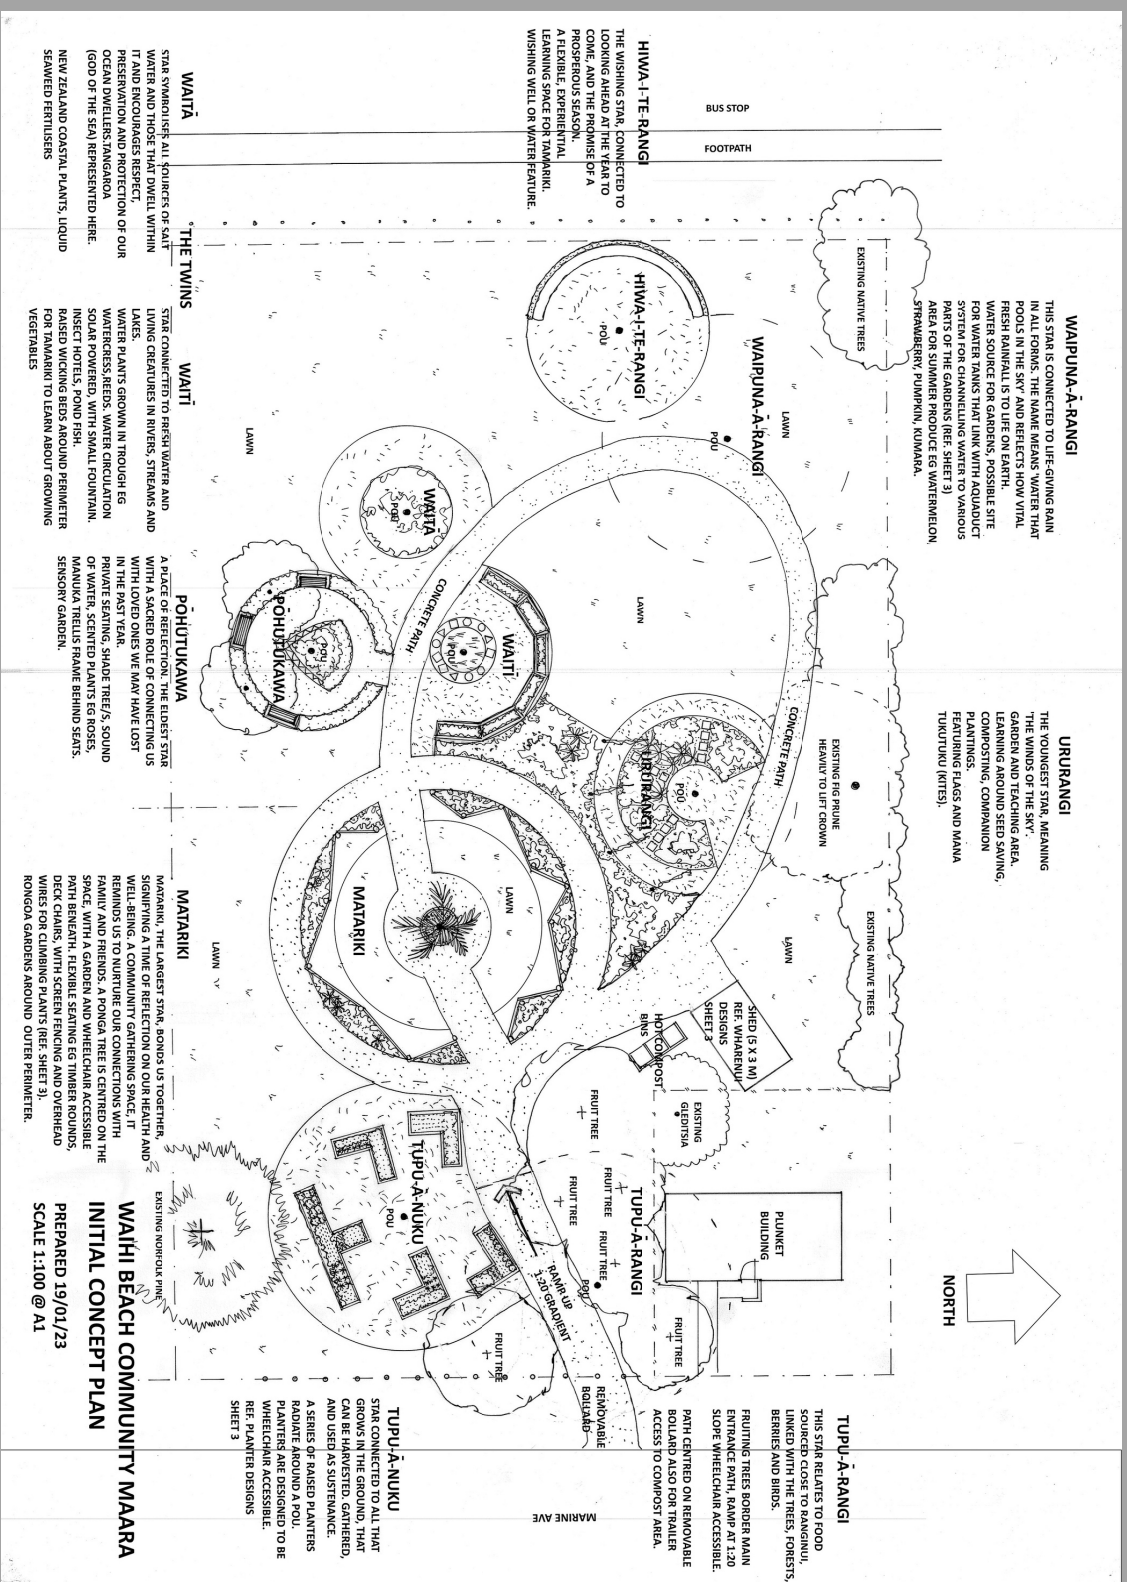 BUS STOP
FOOTPATH
HIWA-I-TE-RANGI
THE WISHING STAR, CONNECTED TO
LOOKING AHEAD AT THE YEAR TO
COME, AND THE PROMISE OF A
PROSPEROUS SEASON.
A FLEXIBLE, EXPERIENTIAL
LEARNING SPACE FOR TAMARIKI.
WISHING WELL OR WATER FEATURE.
WAIPUNA-Ā-RANGI
THIS STAR IS CONNECTED TO LIFE-GIVING RAIN
IN ALL FORMS. THE NAME MEANS 'WATER THAT
POOLS IN THE SKY' AND REFLECTS HOW VITAL
FRESH RAINFALL IS TO LIFE ON EARTH.
WATER SOURCE FOR GARDENS, POSSIBLE SITE
FOR WATER TANKS THAT LINK WITH AQUADUCT
SYSTEM FOR CHANNELING WATER TO VARIOUS
PARTS OF THE GARDENS (REF. SHEET 3)
AREA FOR SUMMER PRODUCE EG WATERMELON,
STRAWBERRY, PUMPKIN, KUMARA.
URURANGI
THE YOUNGEST STAR, MEANING
'THE WINDS OF THE SKY'.
GARDEN AND TEACHING AREA.
LEARNING AROUND SEED SAVING,
COMPOSTING, COMPANION
PLANTINGS.
FEATURING FLAGS AND MANA
TUKUTUKU (KITES).
NORTH
TUPU-Ā-RANGI
THIS STAR RELATES TO FOOD
SOURCED CLOSE TO RANGINUI,
LINKED WITH THE TREES, FORESTS,
BERRIES AND BIRDS.
FRUITING TREES BORDER MAIN
ENTRANCE PATH, RAMP AT 1:20
SLOPE WHEELCHAIR ACCESSIBLE.
PATH CENTRED ON REMOVABLE
BOLLARD ALSO FOR TRAILER
ACCESS TO COMPOST AREA.
MARINE AVE
TUPU-Ā-NUKU
STAR CONNECTED TO ALL THAT
GROWS IN THE GROUND, THAT
CAN BE HARVESTED. GATHERED,
AND USED AS SUSTENANCE.
A SERIES OF RAISED PLANTERS
RADIATE AROUND A POU.
PLANTERS ARE DESIGNED TO BE
WHEELCHAIR ACCESSIBLE.
REF. PLANTER DESIGNS
SHEET 3
EXISTING NATIVE TREES
HIWA-I-TE-RANGI
POU
WAIPUNA-Ā-RANGI
POU
LAWN
LAWN
WAITĀ
POU
CONCRETE PATH
LAWN
WAITĪ
POU
PŌHUTUKAWA
POU
CONCRETE PATH
EXISTING FIG PRUNE
HEAVILY TO LIFT CROWN
URURANGI
POU
EXISTING NATIVE TREES
LAWN
LAWN
MATARIKI
LAWN
SHED (5 X 3 M)
REF. WHARENUI
DESIGNS
SHEET 3
HOT COMPOST
BINS
EXISTING
GLEDITSIA
FRUIT TREE
FRUIT TREE
FRUIT TREE
FRUIT TREE
FRUIT TREE
FRUIT TREE
TUPU-Ā-RANGI
POU
PLUNKET
BUILDING
TUPU-Ā-NUKU
POU
RAMP UP
1:20 GRADIENT
REMOVABLE
BOLLARD
EXISTING NORFOLK PINE
THE TWINS
WAITĀ
STAR SYMBOLISES ALL SOURCES OF SALT
WATER AND THOSE THAT DWELL WITHIN
IT AND ENCOURAGES RESPECT,
PRESERVATION AND PROTECTION OF OUR
OCEAN DWELLERS.TANGAROA
(GOD OF THE SEA) REPRESENTED HERE.
NEW ZEALAND COASTAL PLANTS, LIQUID
SEAWEED FERTILISERS
WAITĪ
STAR CONNECTED TO FRESH WATER AND
LIVING CREATURES IN RIVERS, STREAMS AND
LAKES.
WATER PLANTS GROWN IN TROUGH EG
WATERCRESS,REEDS. WATER CIRCULATION
SOLAR POWERED, WITH SMALL FOUNTAIN.
INSECT HOTELS, POND FISH.
RAISED WICKING BEDS AROUND PERIMETER
FOR TAMARIKI TO LEARN ABOUT GROWING
VEGETABLES
PŌHUTUKAWA
A PLACE OF REFLECTION. THE ELDEST STAR
WITH A SACRED ROLE OF CONNECTING US
WITH LOVED ONES WE MAY HAVE LOST
IN THE PAST YEAR.
PRIVATE SEATING, SHADE TREE/S, SOUND
OF WATER, SCENTED PLANTS EG ROSES,
MANUKA TRELLIS FRAME BEHIND SEATS.
SENSORY GARDEN.
MATARIKI
MATARIKI, THE LARGEST STAR, BONDS US TOGETHER,
SIGNIFYING A TIME OF REFLECTION ON OUR HEALTH AND
WELL-BEING. A COMMUNITY GATHERING SPACE, IT
REMINDS US TO NURTURE OUR CONNECTIONS WITH
FAMILY AND FRIENDS. A PONGA TREE IS CENTRED ON THE
SPACE, WITH A GARDEN AND WHEELCHAIR ACCESSIBLE
PATH BENEATH. FLEXIBLE SEATING EG TIMBER ROUNDS,
DECK CHAIRS, WITH SCREEN FENCING AND OVERHEAD
WIRES FOR CLIMBING PLANTS (REF. SHEET 3).
RONGOA GARDENS AROUND OUTER PERIMETER.
WAIHI BEACH COMMUNITY MAARA
INITIAL CONCEPT PLAN
PREPARED 19/01/23
SCALE 1:100 @ A1